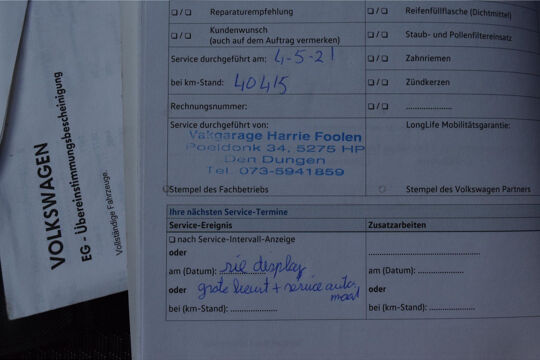 VOLKSWAGEN
EG - Übereinstimmungsbescheinigung
Vollständige Fahrzeuge
❑ / ❑ Reparaturempfehlung
❑ / ❑ Kundenwunsch
(auch auf dem Auftrag vermerken)
Service durchgeführt am: 4-5-21
bei km-Stand: 40415
Rechnungsnummer:
Service durchgeführt von:
Vakgarage Harrie Foolen
Poeldonk 34, 5275 HP
Den Dungen
Tel. 073-5941859
Stempel des Fachbetriebs
❑ / ❑ Reifenfüllflasche (Dichtmittel)
❑ / ❑ Staub- und Pollenfiltereinsatz
❑ / ❑ Zahnriemen
❑ / ❑ Zündkerzen
❑ / ❑ ................
LongLife Mobilitätsgarantie:
Stempel des Volkswagen Partners
Ihre nächsten Service-Termine
Service-Ereignis
❑ nach Service-Intervall-Anzeige
oder
am (Datum): zie display
oder grote beurt + service auto
bei (km-Stand): ................
Zusatzarbeiten
am (Datum): ................
oder
bei (km-Stand): ................